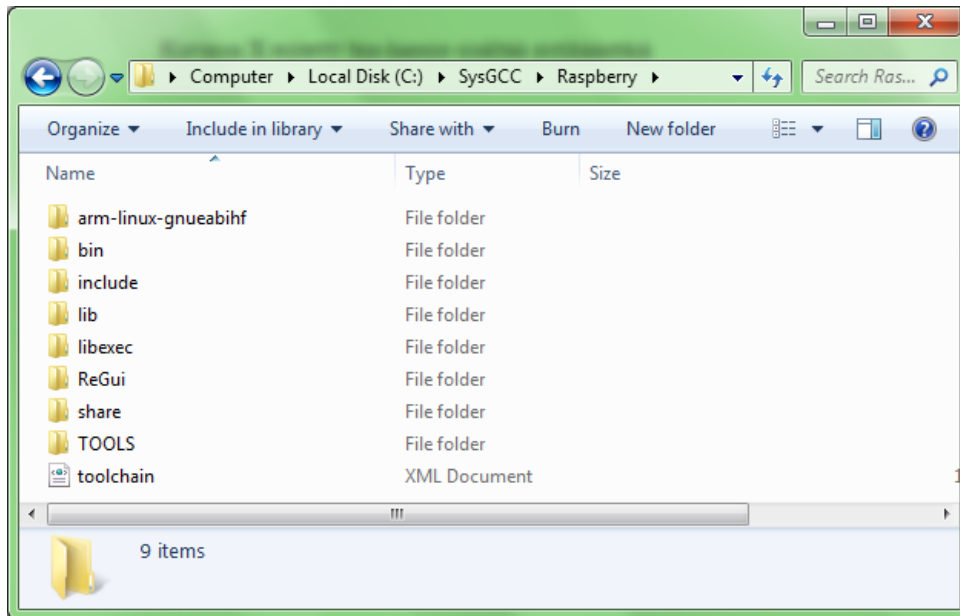 Computer Local Disk (C:) SysGCC Raspberry Search Ras...
Organize Include in library Share with Burn New folder
Name Type Size
arm-linux-gnueabihf File folder
bin File folder
include File folder
lib File folder
libexec File folder
ReGui File folder
share File folder
TOOLS File folder
toolchain XML Document 1
9 items